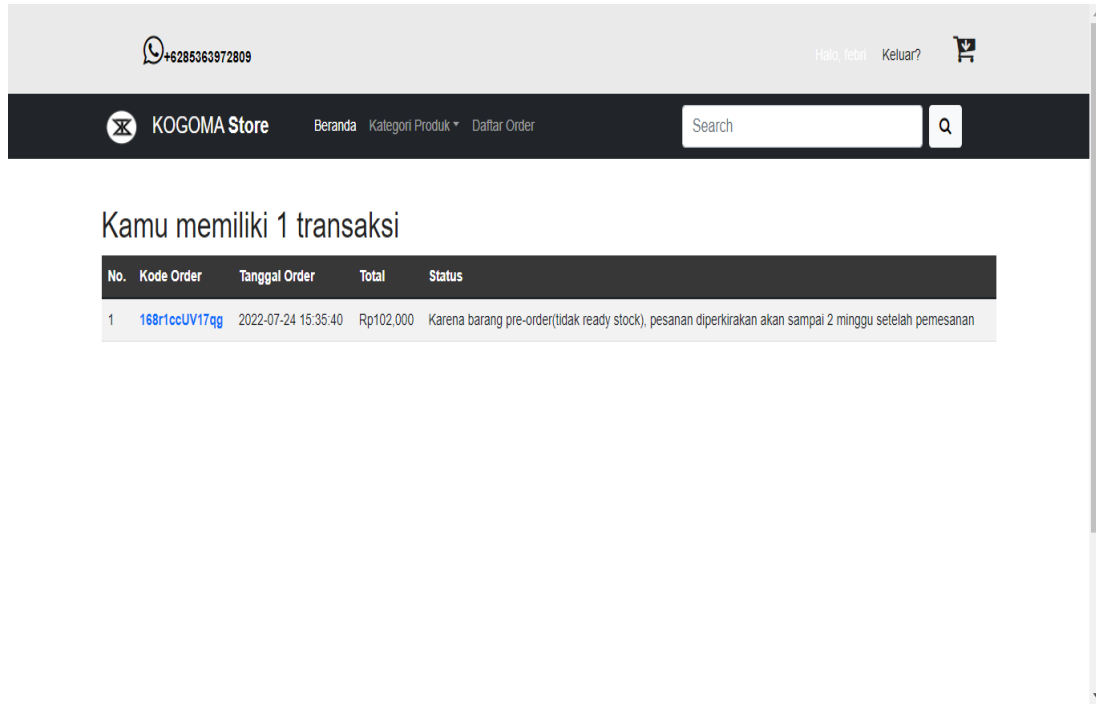 +6285363972809
Halo, febri Keluar?
KOGOMA Store Beranda Kategori Produk Daftar Order Search
Kamu memiliki 1 transaksi
No. Kode Order Tanggal Order Total Status
1 168r1ccUV17qg 2022-07-24 15:35:40 Rp102,000 Karena barang pre-order(tidak ready stock), pesanan diperkirakan akan sampai 2 minggu setelah pemesanan